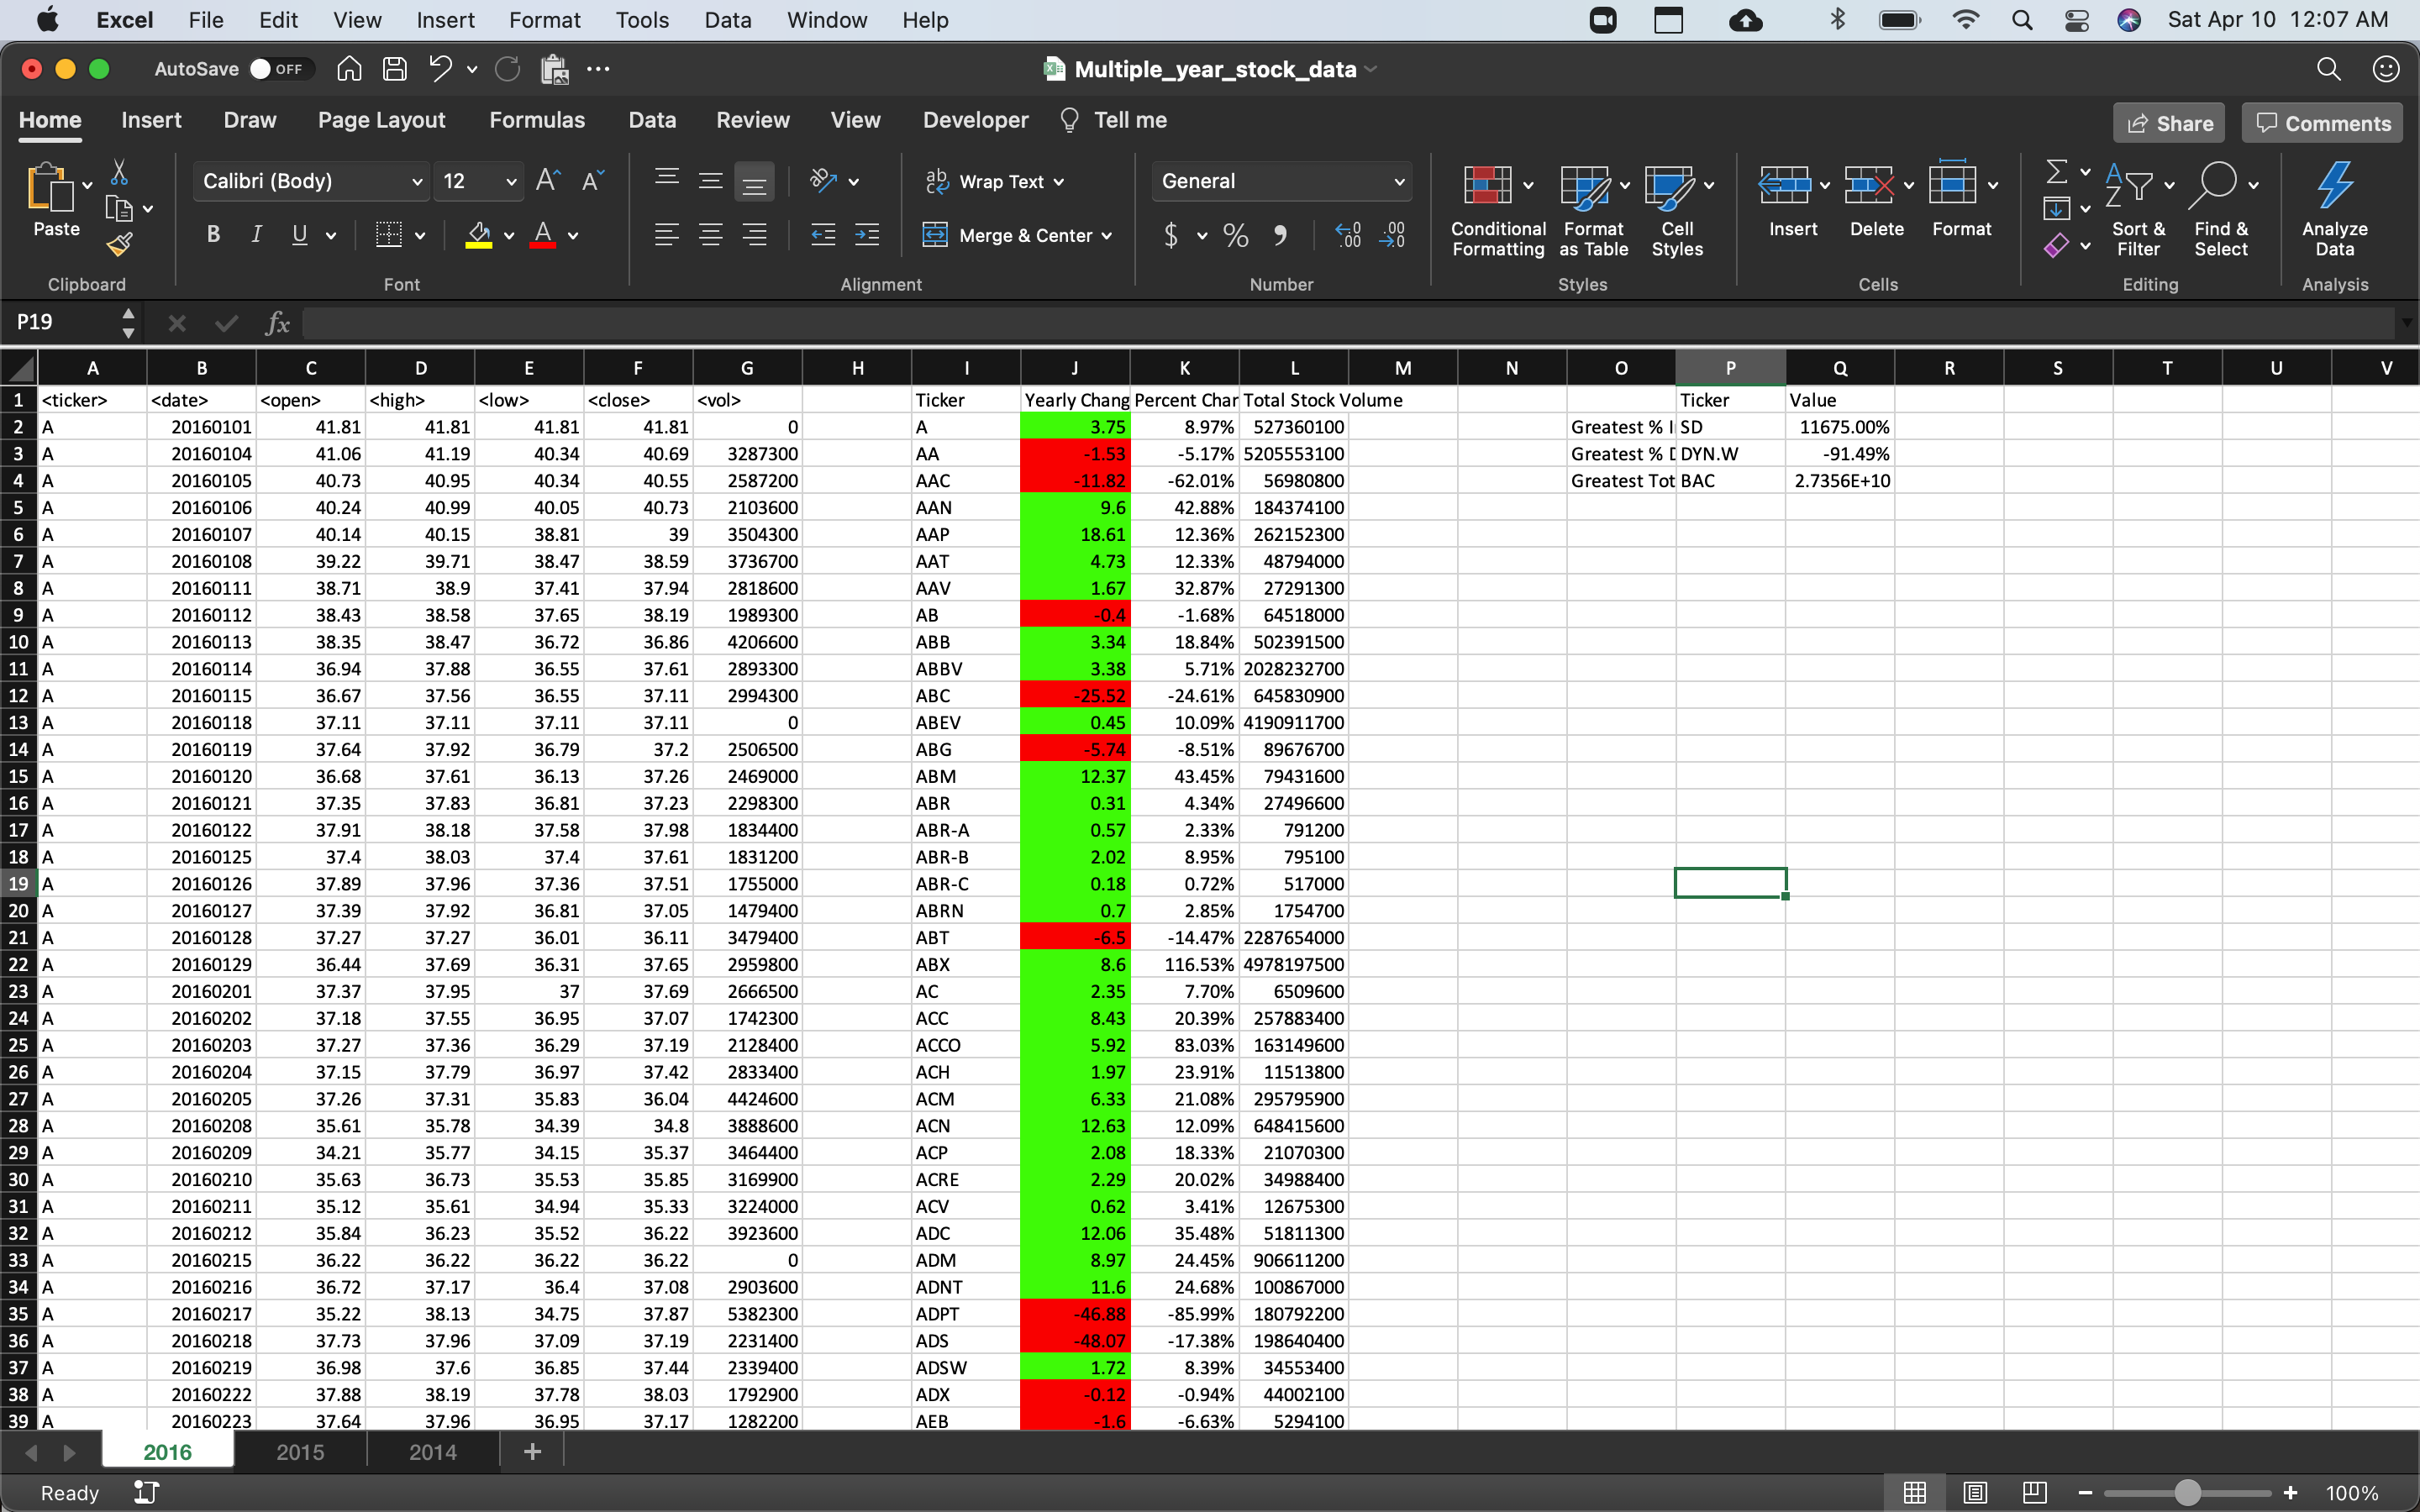 Excel File Edit View Insert Format Tools Data Window Help Sat Apr 10 12:07 AM
AutoSave OFF Multiple_year_stock_data
Home Insert Draw Page Layout Formulas Data Review View Developer Tell me Share Comments
Paste Calibri (Body) 12 Wrap Text General Conditional Formatting Format as Table Cell Styles Insert Delete Format Sort & Filter Find & Select Analyze Data
B I U Merge & Center $ % 9
Clipboard Font Alignment Number Styles Cells Editing Analysis
P19 fx
A B C D E F G H I J K L M N O P Q R S T U V
1 <ticker> <date> <open> <high> <low> <close> <vol> Ticker Yearly Chang Percent Char Total Stock Volume Ticker Value
2 A 20160101 41.81 41.81 41.81 41.81 0 A 3.75 8.97% 527360100 Greatest % I SD 11675.00%
3 A 20160104 41.06 41.19 40.34 40.69 3287300 AA -1.53 -5.17% 5205553100 Greatest % D DYN.W -91.49%
4 A 20160105 40.73 40.95 40.34 40.55 2587200 AAC -11.82 -62.01% 56980800 Greatest Tot BAC 2.7356E+10
5 A 20160106 40.24 40.99 40.05 40.73 2103600 AAN 9.6 42.88% 184374100
6 A 20160107 40.14 40.15 38.81 39 3504300 AAP 18.61 12.36% 262152300
7 A 20160108 39.22 39.71 38.47 38.59 3736700 AAT 4.73 12.33% 48794000
8 A 20160111 38.71 38.9 37.41 37.94 2818600 AAV 1.67 32.87% 27291300
9 A 20160112 38.43 38.58 37.65 38.19 1989300 AB -0.4 -1.68% 64518000
10 A 20160113 38.35 38.47 36.72 36.86 4206600 ABB 3.34 18.84% 502391500
11 A 20160114 36.94 37.88 36.55 37.61 2893300 ABBV 3.38 5.71% 2028232700
12 A 20160115 36.67 37.56 36.55 37.11 2994300 ABC -25.52 -24.61% 645830900
13 A 20160118 37.11 37.11 37.11 37.11 0 ABEV 0.45 10.09% 4190911700
14 A 20160119 37.64 37.92 36.79 37.2 2506500 ABG -5.74 -8.51% 89676700
15 A 20160120 36.68 37.61 36.13 37.26 2469000 ABM 12.37 43.45% 79431600
16 A 20160121 37.35 37.83 36.81 37.23 2298300 ABR 0.31 4.34% 27496600
17 A 20160122 37.91 38.18 37.58 37.98 1834400 ABR-A 0.57 2.33% 791200
18 A 20160125 37.4 38.03 37.4 37.61 1831200 ABR-B 2.02 8.95% 795100
19 A 20160126 37.89 37.96 37.36 37.51 1755000 ABR-C 0.18 0.72% 517000
20 A 20160127 37.39 37.92 36.81 37.05 1479400 ABRN 0.7 2.85% 1754700
21 A 20160128 37.27 37.27 36.01 36.11 3479400 ABT -6.5 -14.47% 2287654000
22 A 20160129 36.44 37.69 36.31 37.65 2959800 ABX 8.6 116.53% 4978197500
23 A 20160201 37.37 37.95 37 37.69 2666500 AC 2.35 7.70% 6509600
24 A 20160202 37.18 37.55 36.95 37.07 1742300 ACC 8.43 20.39% 257883400
25 A 20160203 37.27 37.36 36.29 37.19 2128400 ACCO 5.92 83.03% 163149600
26 A 20160204 37.15 37.79 36.97 37.42 2833400 ACH 1.97 23.91% 11513800
27 A 20160205 37.26 37.31 35.83 36.04 4424600 ACM 6.33 21.08% 295795900
28 A 20160208 35.61 35.78 34.39 34.8 3888600 ACN 12.63 12.09% 648415600
29 A 20160209 34.21 35.77 34.15 35.37 3464400 ACP 2.08 18.33% 21070300
30 A 20160210 35.63 36.73 35.53 35.85 3169900 ACRE 2.29 20.02% 34988400
31 A 20160211 35.12 35.61 34.94 35.33 3224000 ACV 0.62 3.41% 12675300
32 A 20160212 35.84 36.23 35.52 36.22 3923600 ADC 12.06 35.48% 51811300
33 A 20160215 36.22 36.22 36.22 36.22 0 ADM 8.97 24.45% 906611200
34 A 20160216 36.72 37.17 36.4 37.08 2903600 ADNT 11.6 24.68% 100867000
35 A 20160217 35.22 38.13 34.75 37.87 5382300 ADPT -46.88 -85.99% 180792200
36 A 20160218 37.73 37.96 37.09 37.19 2231400 ADS -48.07 -17.38% 198640400
37 A 20160219 36.98 37.6 36.85 37.44 2339400 ADSW 1.72 8.39% 34553400
38 A 20160222 37.88 38.19 37.78 38.03 1792900 ADX -0.12 -0.94% 44002100
39 A 20160223 37.64 37.96 36.95 37.17 1282200 AEB -1.6 -6.63% 5294100
2016 2015 2014 +
Ready 100%